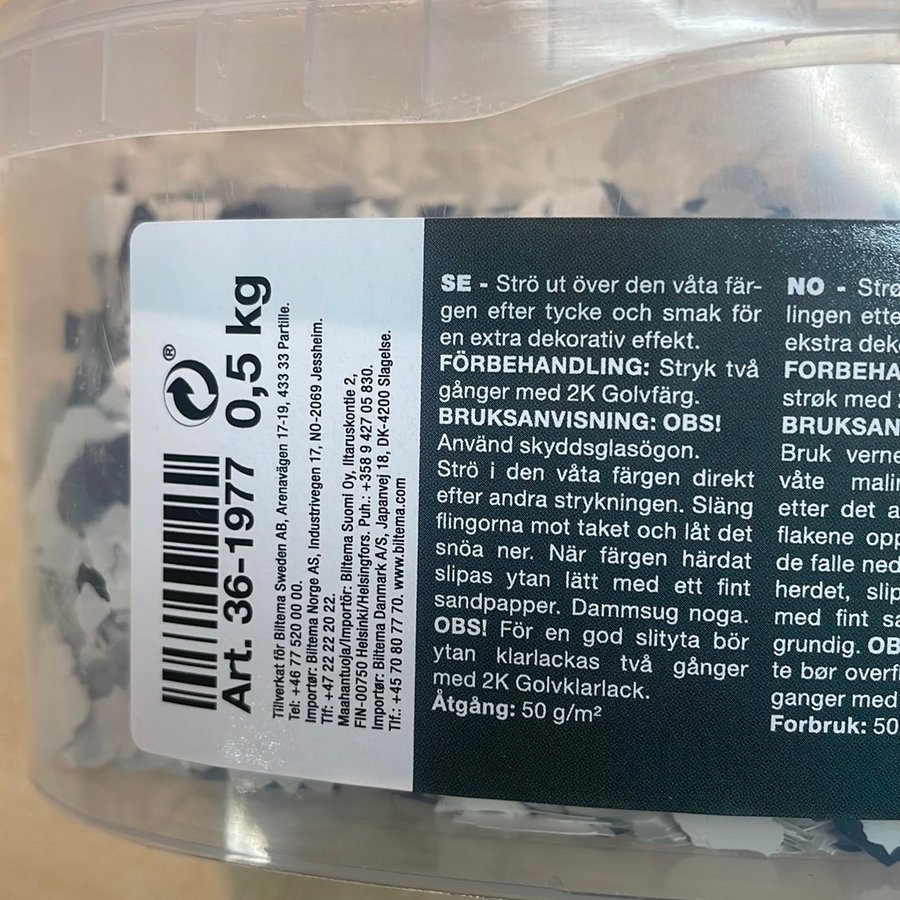 ®
Art. 36-1977 0,5 kg
Tillverkat för Biltema Sweden AB, Arenavägen 17-19, 433 33 Partille.
Tel: +46 77 520 00 00.
Importør: Biltema Norge AS, Industrivegen 17, NO-2069 Jessheim.
Tlf: +47 22 22 20 22.
Maahantuoja/Importör: Biltema Suomi Oy, Iltaruskontie 2,
FIN-00750 Helsinki/Helsingfors. Puh.: +358 9 427 05 830.
Importør: Biltema Danmark A/S, Japanvej 18, DK-4200 Slagelse.
Tlf.: +45 70 80 77 70. www.biltema.com
SE - Strö ut över den våta fär-
gen efter tycke och smak för
en extra dekorativ effekt.
FÖRBEHANDLING: Stryk två
gånger med 2K Golvfärg.
BRUKSANVISNING: OBS!
Använd skyddsglasögon.
Strö i den våta färgen direkt
efter andra strykningen. Släng
flingorna mot taket och låt det
snöa ner. När färgen härdat
slipas ytan lätt med ett fint
sandpapper. Dammsug noga.
OBS! För en god slityta bör
ytan klarlackas två gånger
med 2K Golvklarlack.
Åtgång: 50 g/m²
NO - Strø
lingen ette
ekstra dek
FORBEHA
strøk med
BRUKSAN
Bruk verne
våte malin
etter det a
flakene opp
de falle ned
herdet, slip
med fint sa
grundig. OB
te bør overf
ganger med
Forbruk: 50